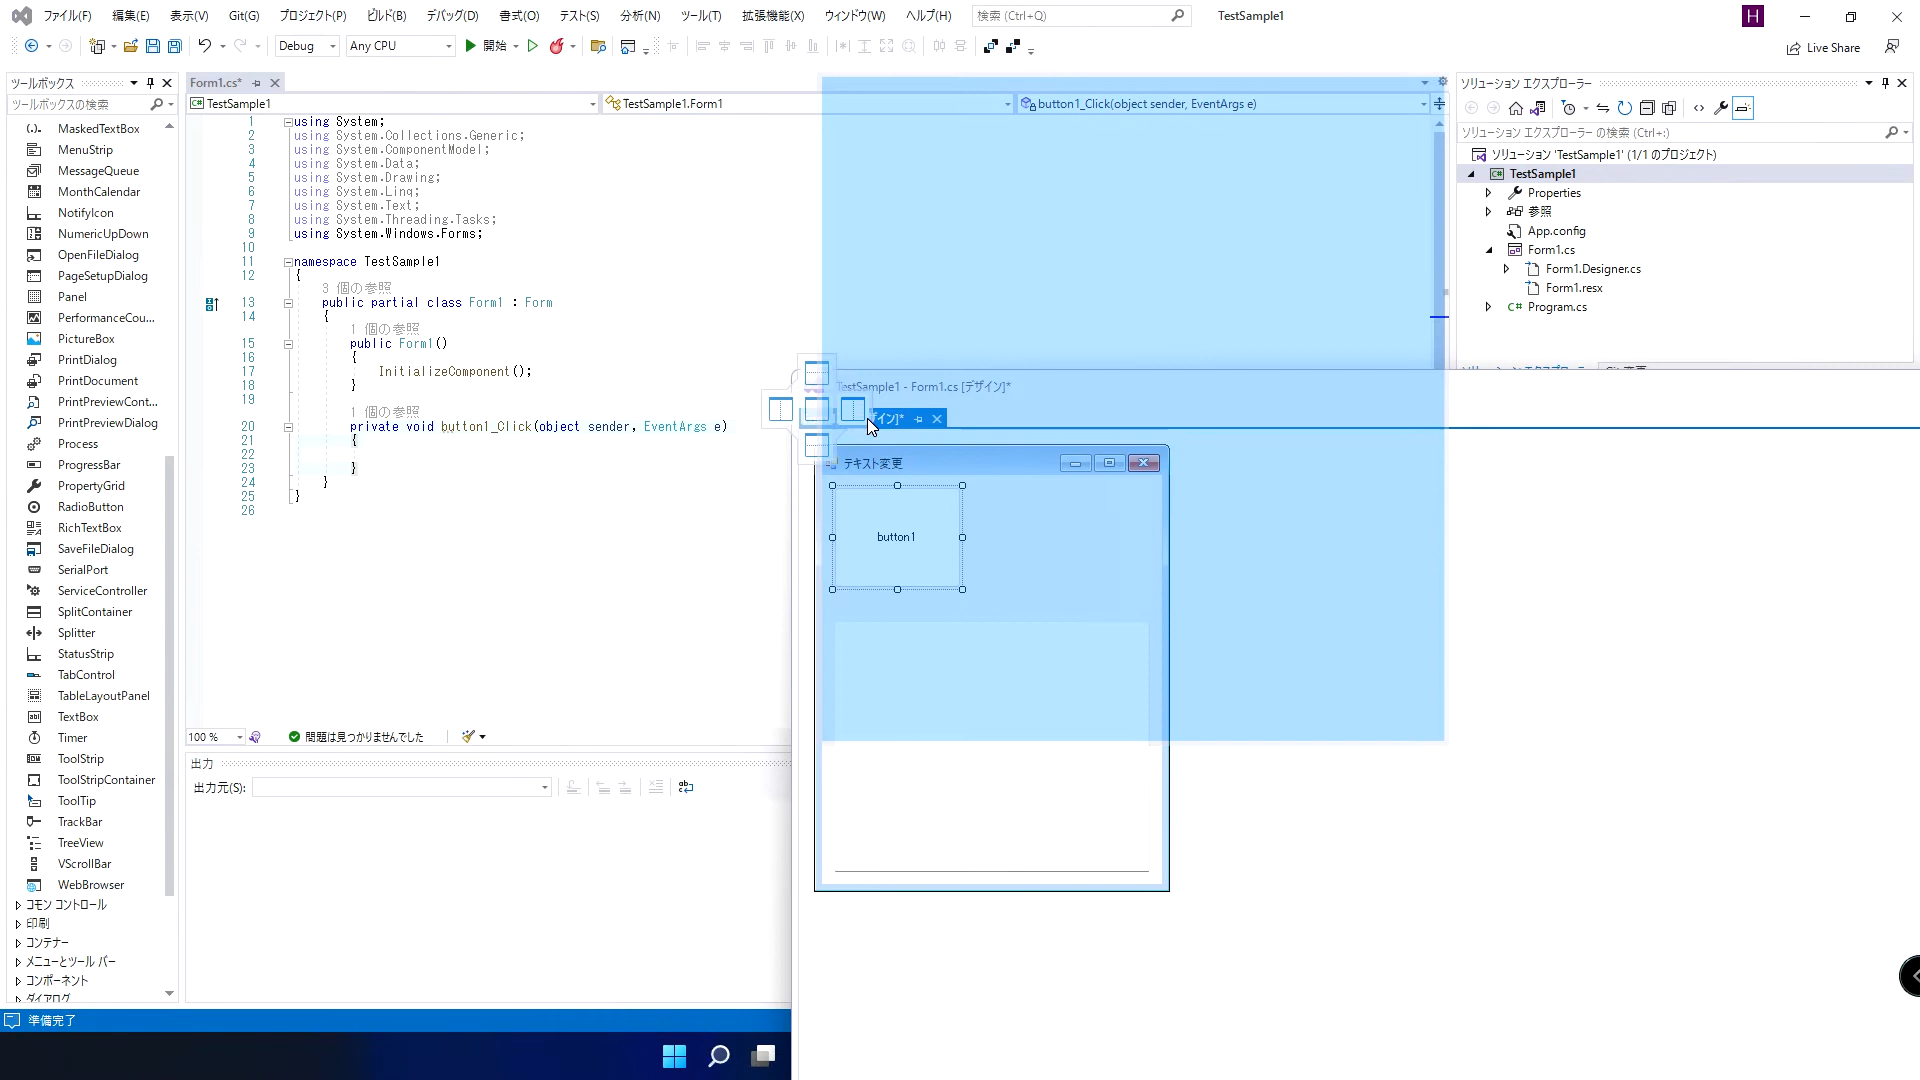 ファイル(F) 編集(E) 表示(V) Git(G) プロジェクト(P) ビルド(B) デバッグ(D) 書式(O) テスト(S) 分析(N) ツール(T) 拡張機能(X) ウィンドウ(W) ヘルプ(H) 検索 (Ctrl+Q) TestSample1 H
Debug Any CPU 開始 Live Share
ツールボックス
ツールボックスの検索
MaskedTextBox
MenuStrip
MessageQueue
MonthCalendar
NotifyIcon
NumericUpDown
OpenFileDialog
PageSetupDialog
Panel
PerformanceCou...
PictureBox
PrintDialog
PrintDocument
PrintPreviewCont...
PrintPreviewDialog
Process
ProgressBar
PropertyGrid
RadioButton
RichTextBox
SaveFileDialog
SerialPort
ServiceController
SplitContainer
Splitter
StatusStrip
TabControl
TableLayoutPanel
TextBox
Timer
ToolStrip
ToolStripContainer
ToolTip
TrackBar
TreeView
VScrollBar
WebBrowser
コモン コントロール
印刷
コンテナー
メニューとツール バー
コンポーネント
ダイアログ
Form1.cs*
TestSample1 TestSample1.Form1 button1_Click(object sender, EventArgs e)
1 using System;
2 using System.Collections.Generic;
3 using System.ComponentModel;
4 using System.Data;
5 using System.Drawing;
6 using System.Linq;
7 using System.Text;
8 using System.Threading.Tasks;
9 using System.Windows.Forms;
10
11 namespace TestSample1
12 {
3 個の参照
13 public partial class Form1 : Form
14 {
1 個の参照
15 public Form1()
16 {
17 InitializeComponent();
18 }
19
1 個の参照
20 private void button1_Click(object sender, EventArgs e)
21 {
22
23 }
24 }
25 }
26
100 % 問題は見つかりませんでした
出力
出力元(S):
TestSample1 - Form1.cs [デザイン]*
イン]*
テキスト変更
button1
ソリューション エクスプローラー
ソリューション エクスプローラー の検索 (Ctrl+:)
ソリューション 'TestSample1' (1/1 のプロジェクト)
TestSample1
Properties
参照
App.config
Form1.cs
Form1.Designer.cs
Form1.resx
C# Program.cs
準備完了